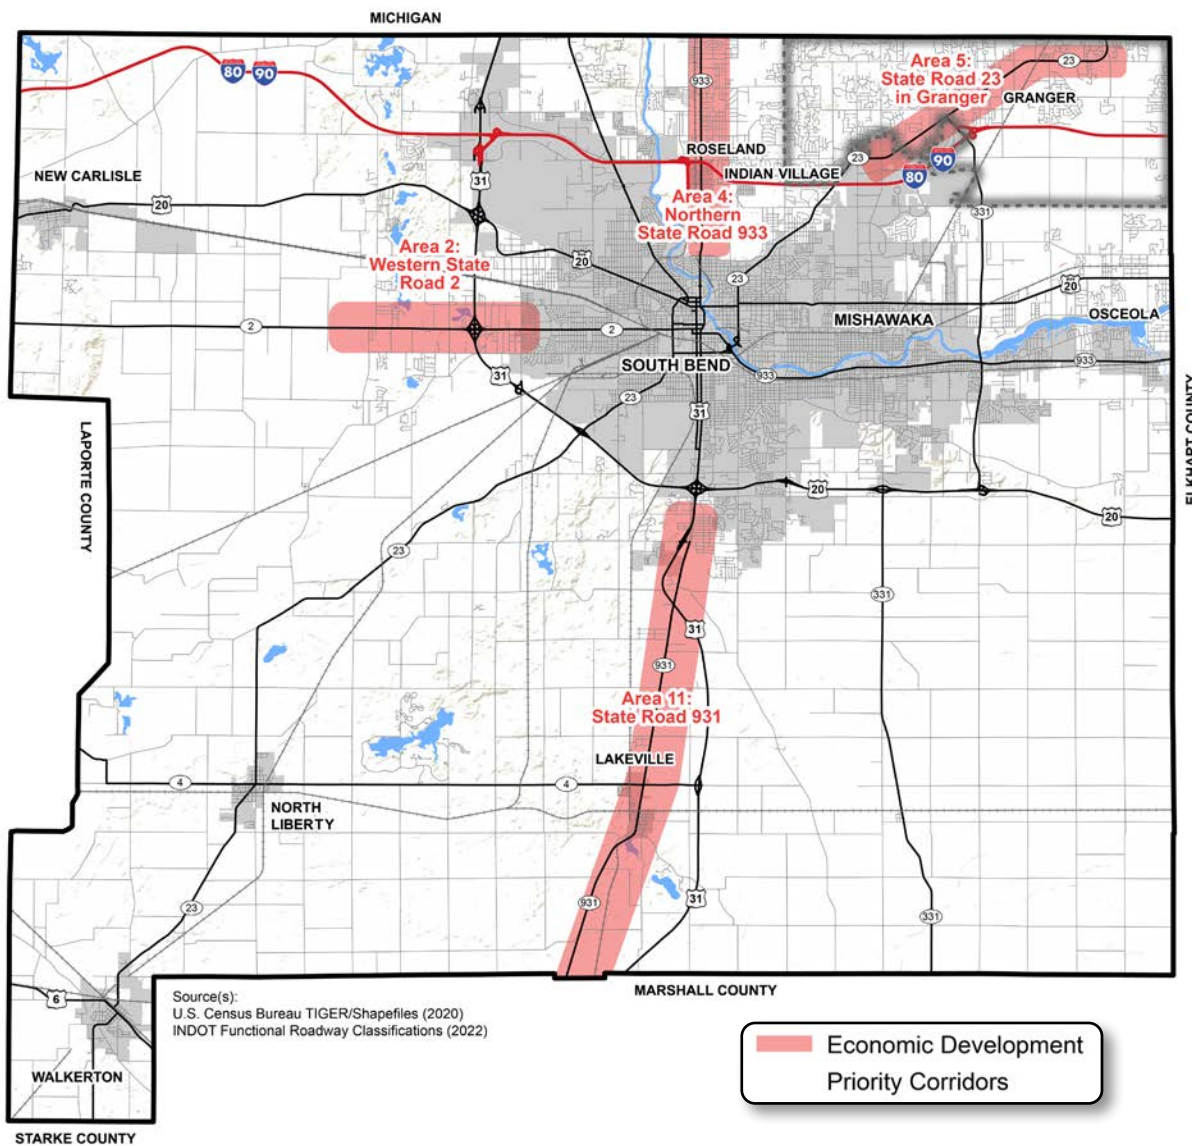 MICHIGAN
80 90
933
23
Area 5:
State Road 23
in Granger
GRANGER
ROSELAND
INDIAN VILLAGE
23
80
90
31
NEW CARLISLE
20
Area 4:
Northern
State Road 933
331
Area 2:
Western State
Road 2
20
23
20
OSCEOLA
2
2
MISHAWAKA
SOUTH BEND
933
933
31
23
31
ELKHART COUNTY
LAPORTE COUNTY
20
20
23
331
31
931
Area 11:
State Road 931
LAKEVILLE
4
4
NORTH
LIBERTY
31
23
931
331
MARSHALL COUNTY
6
Source(s):
U.S. Census Bureau TIGER/Shapefiles (2020)
INDOT Functional Roadway Classifications (2022)
WALKERTON
STARKE COUNTY
Economic Development
Priority Corridors